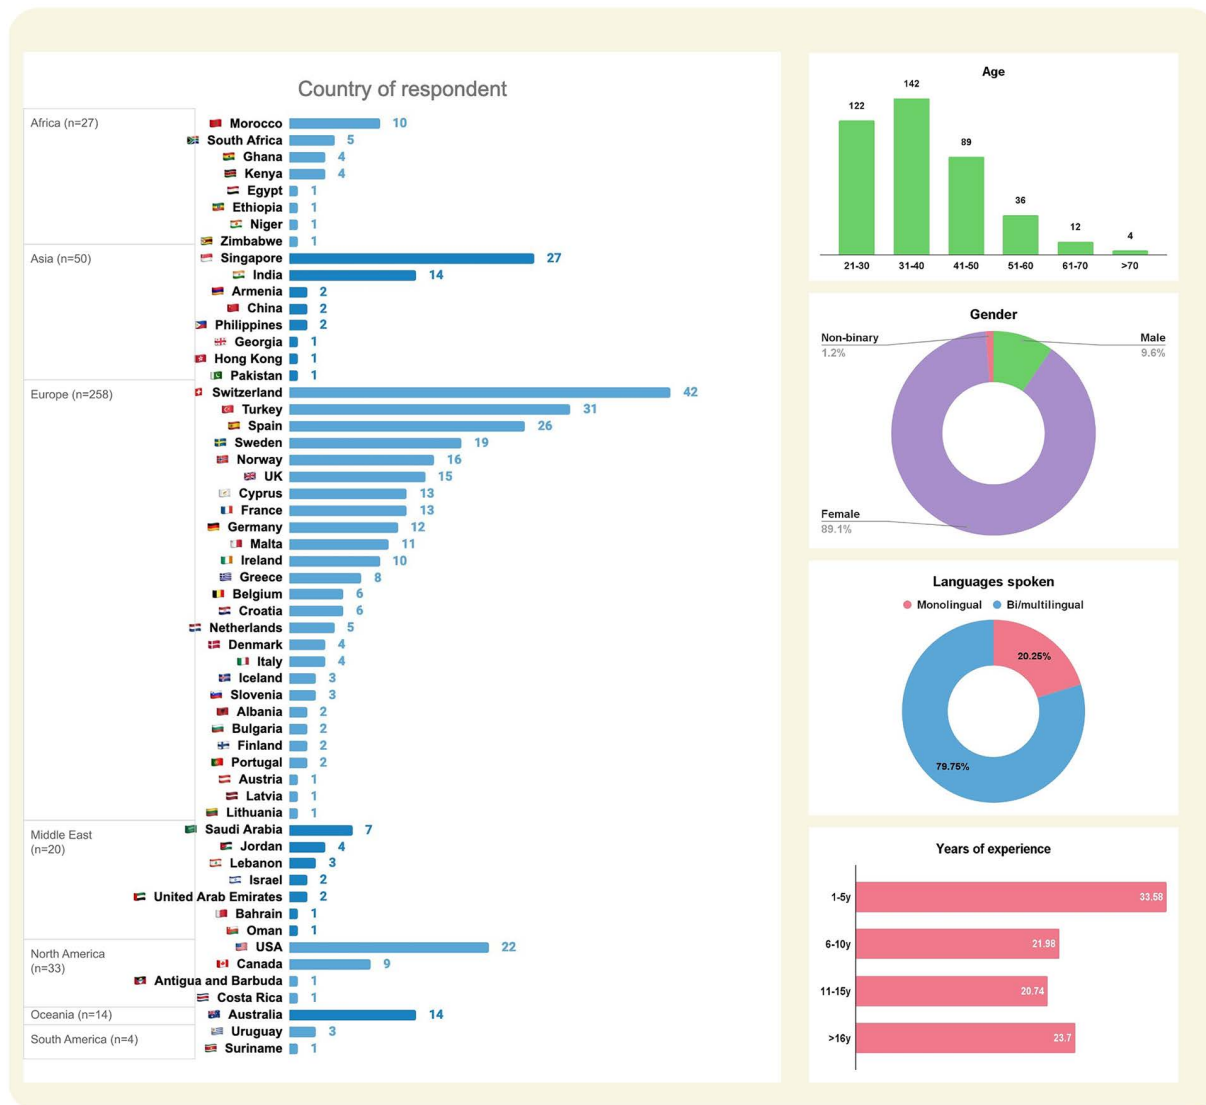 Country of respondent
Africa (n=27)
Morocco 10
South Africa 5
Ghana 4
Kenya 4
Egypt 1
Ethiopia 1
Niger 1
Zimbabwe 1
Asia (n=50)
Singapore 27
India 14
Armenia 2
China 2
Philippines 2
Georgia 1
Hong Kong 1
Pakistan 1
Europe (n=258)
Switzerland 42
Turkey 31
Spain 26
Sweden 19
Norway 16
UK 15
Cyprus 13
France 13
Germany 12
Malta 11
Ireland 10
Greece 8
Belgium 6
Croatia 6
Netherlands 5
Denmark 4
Italy 4
Iceland 3
Slovenia 3
Albania 2
Bulgaria 2
Finland 2
Portugal 2
Austria 1
Latvia 1
Lithuania 1
Middle East
(n=20)
Saudi Arabia 7
Jordan 4
Lebanon 3
Israel 2
United Arab Emirates 2
Bahrain 1
Oman 1
North America
(n=33)
USA 22
Canada 9
Antigua and Barbuda 1
Costa Rica 1
Oceania (n=14)
Australia 14
South America (n=4)
Uruguay 3
Suriname 1
Age
122 142 89 36 12 4
21-30 31-40 41-50 51-60 61-70 >70
Gender
Non-binary
1.2%
Male
9.6%
Female
89.1%
Languages spoken
Monolingual Bi/multilingual
20.25%
79.75%
Years of experience
1-5y 33.58
6-10y 21.98
11-15y 20.74
>16y 23.7